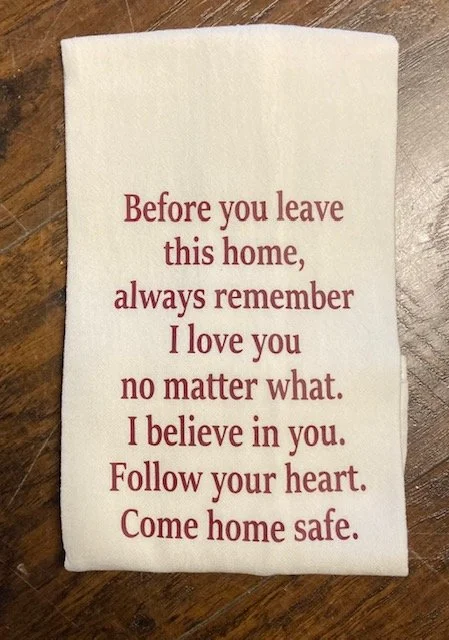 Before you leave
this home,
always remember
I love you
no matter what.
I believe in you.
Follow your heart.
Come home safe.